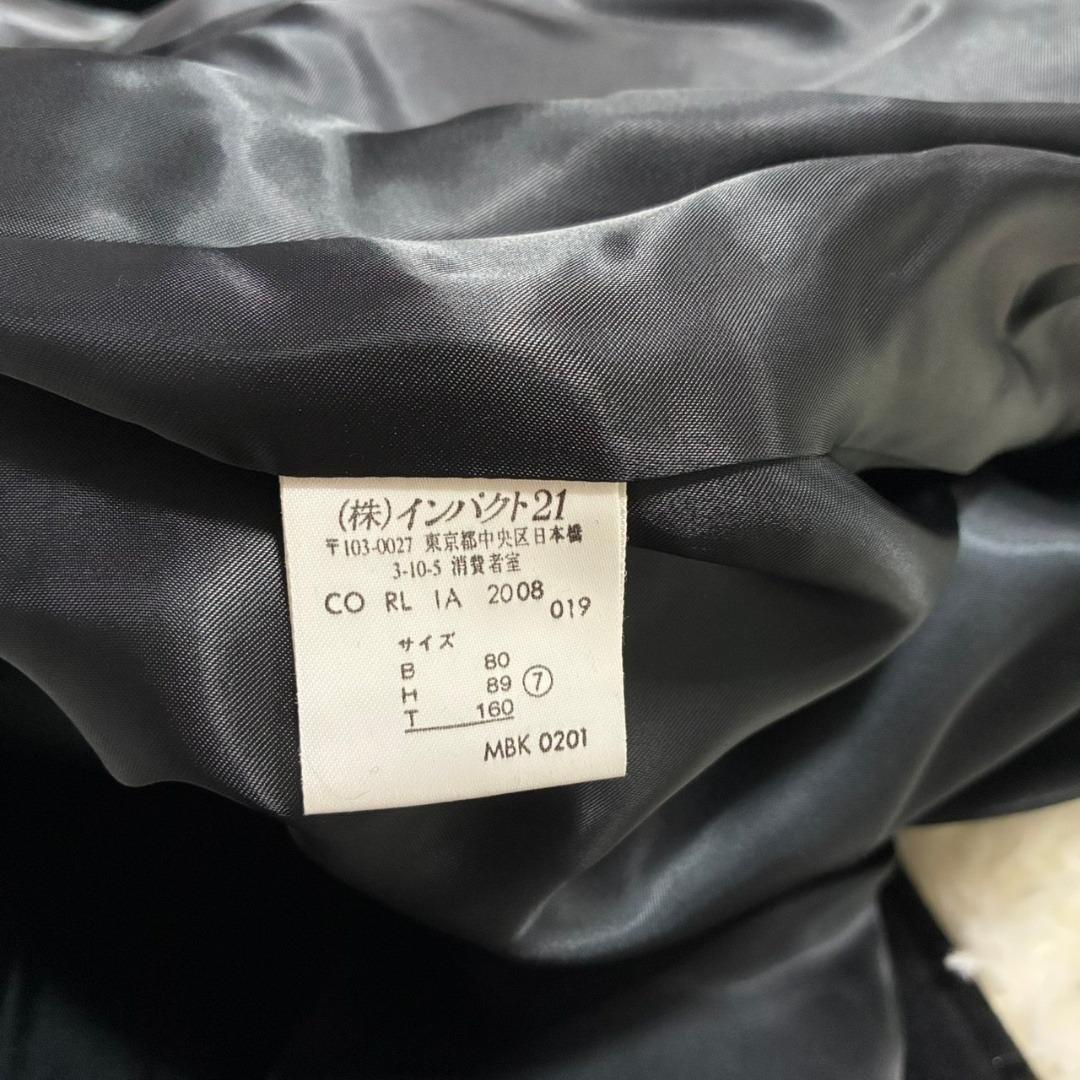 (株)インパクト21
〒103-0027 東京都中央区日本橋
3-10-5 消費者室
CO RL IA 2008
019
サイズ
B 80
H 89 ⑦
T 160
MBK 0201